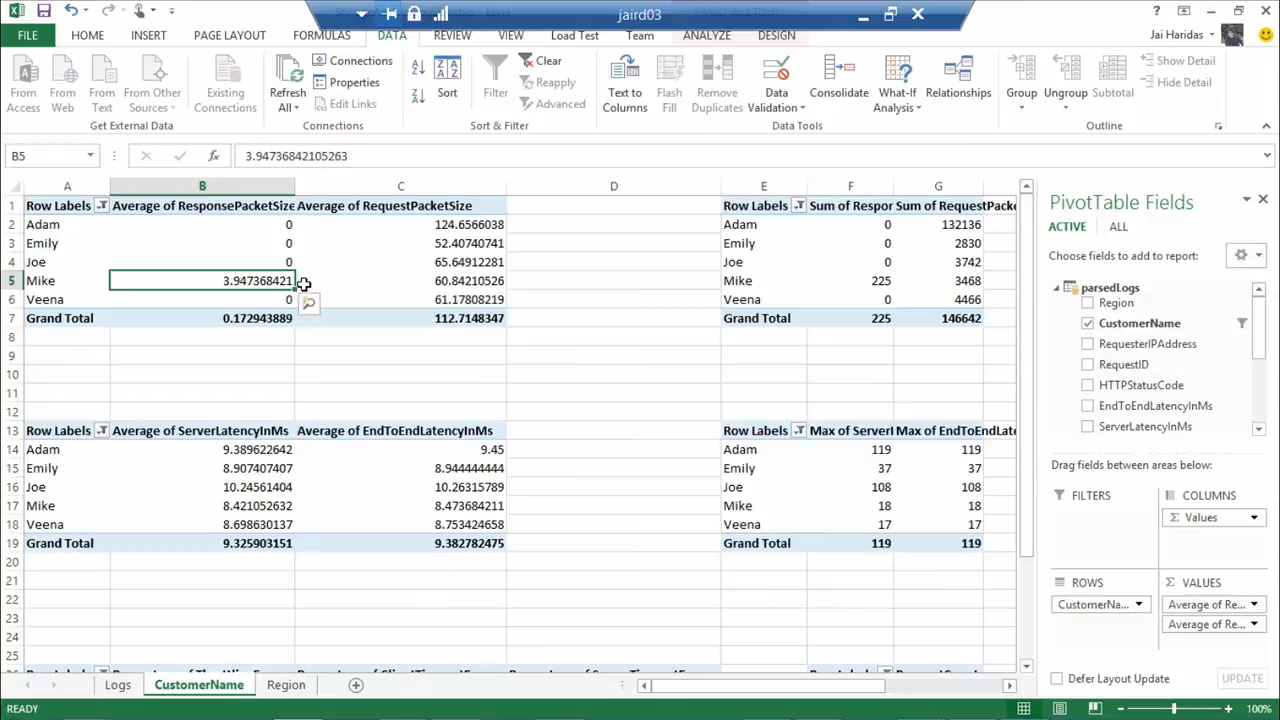 jaird03
FILE HOME INSERT PAGE LAYOUT FORMULAS DATA REVIEW VIEW Load Test Team ANALYZE DESIGN Jai Haridas
From Access
From Web
From Text
From Other Sources
Existing Connections
Get External Data
Refresh All
Connections
Properties
Edit Links
Connections
Sort
Filter
Clear
Reapply
Advanced
Sort & Filter
Text to Columns
Flash Fill
Remove Duplicates
Data Validation
Consolidate
What-If Analysis
Relationships
Data Tools
Group
Ungroup
Subtotal
Show Detail
Hide Detail
Outline
B5 fx 3.94736842105263
A B C D E F G
1 Row Labels Average of ResponsePacketSize Average of RequestPacketSize Row Labels Sum of Respor Sum of RequestPacke
2 Adam 0 124.6566038 Adam 0 132136
3 Emily 0 52.40740741 Emily 0 2830
4 Joe 0 65.64912281 Joe 0 3742
5 Mike 3.947368421 60.84210526 Mike 225 3468
6 Veena 0 61.17808219 Veena 0 4466
7 Grand Total 0.172943889 112.7148347 Grand Total 225 146642
8
9
10
11
12
13 Row Labels Average of ServerLatencyInMs Average of EndToEndLatencyInMs Row Labels Max of ServerI Max of EndToEndLate
14 Adam 9.389622642 9.45 Adam 119 119
15 Emily 8.907407407 8.944444444 Emily 37 37
16 Joe 10.24561404 10.26315789 Joe 108 108
17 Mike 8.421052632 8.473684211 Mike 18 18
18 Veena 8.698630137 8.753424658 Veena 17 17
19 Grand Total 9.325903151 9.382782475 Grand Total 119 119
20
21
22
23
24
25
PivotTable Fields
ACTIVE ALL
Choose fields to add to report:
parsedLogs
Region
CustomerName
RequesterIPAddress
RequestID
HTTPStatusCode
EndToEndLatencyInMs
ServerLatencyInMs
Drag fields between areas below:
FILTERS
COLUMNS
Σ Values
ROWS
CustomerNa...
Σ VALUES
Average of Re...
Average of Re...
Defer Layout Update UPDATE
Logs CustomerName Region
READY 100%